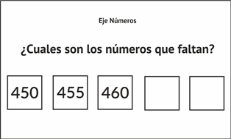 Eje Números
¿Cuales son los números que faltan?
450 455 460